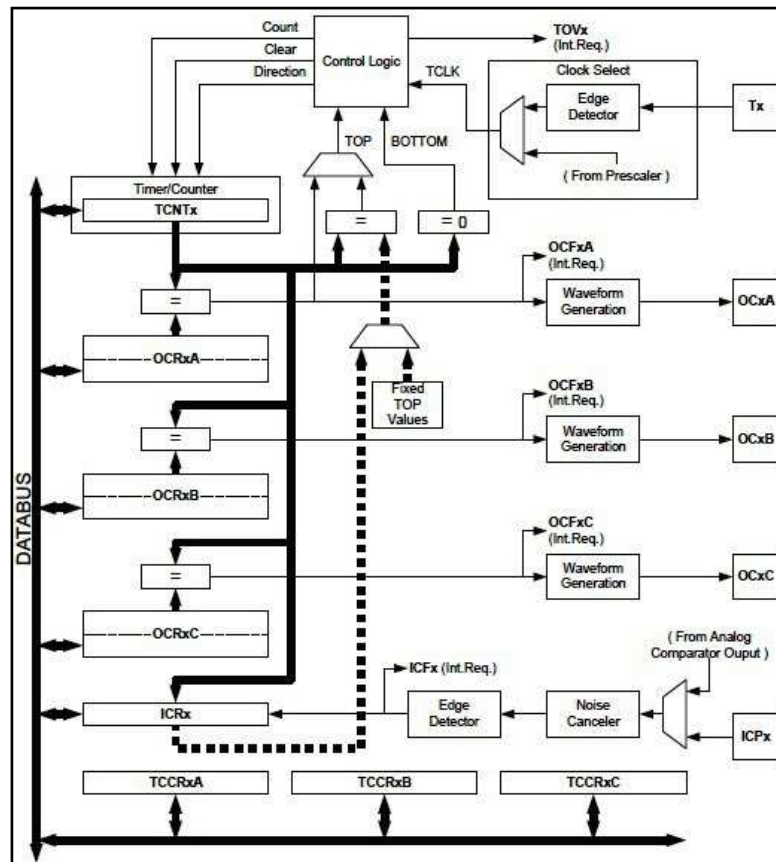 Count
Clear
Direction
Control Logic
TOVx
(Int.Req.)
TCLK
Clock Select
Edge
Detector
Tx
( From Prescaler )
TOP
BOTTOM
Timer/Counter
TCNTx
=
= 0
=
OCRxA
OCFxA
(Int.Req.)
Waveform
Generation
OCxA
Fixed
TOP
Values
=
OCRxB
OCFxB
(Int.Req.)
Waveform
Generation
OCxB
DATABUS
=
OCRxC
OCFxC
(Int.Req.)
Waveform
Generation
OCxC
( From Analog
Comparator Ouput )
ICFx (Int.Req.)
ICRx
Edge
Detector
Noise
Canceler
ICPx
TCCRxA
TCCRxB
TCCRxC